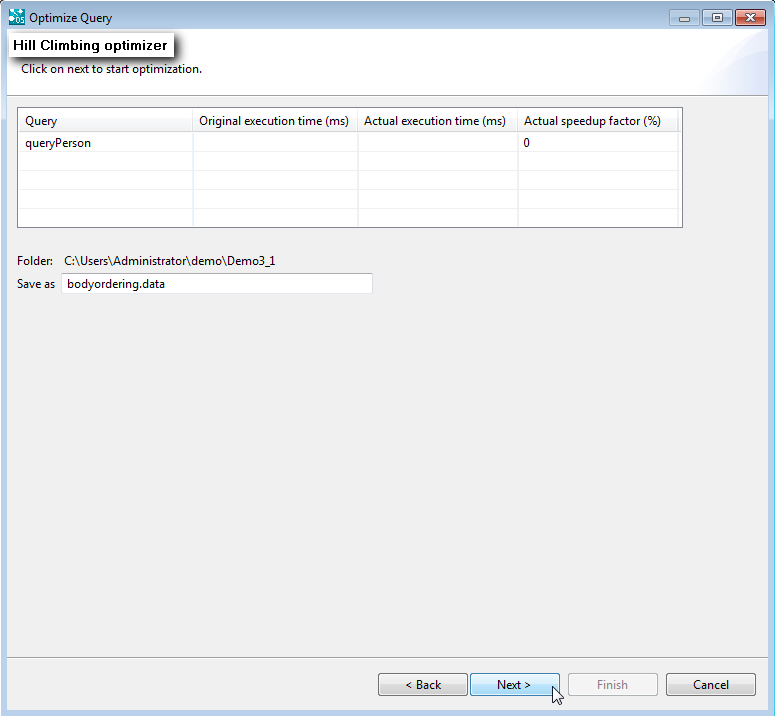 Optimize Query
Hill Climbing optimizer
Click on next to start optimization.
Query Original execution time (ms) Actual execution time (ms) Actual speedup factor (%)
queryPerson 0
Folder: C:\Users\Administrator\demo\Demo3_1
Save as bodyordering.data
< Back Next > Finish Cancel